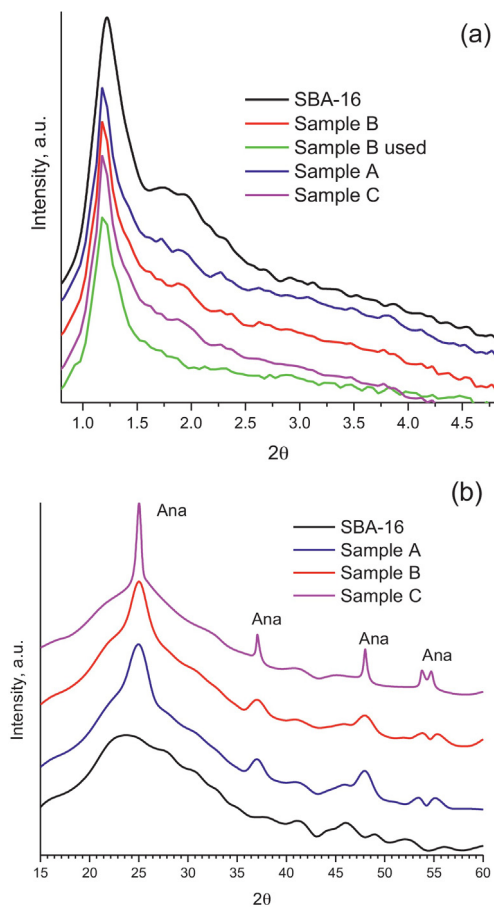 (a)
SBA-16
Sample B
Sample B used
Sample A
Sample C
Intensity, a.u.
1.0 1.5 2.0 2.5 3.0 3.5 4.0 4.5
2θ
(b)
Ana
SBA-16
Sample A
Sample B
Sample C
Ana
Ana
Ana
Intensity, a.u.
15 20 25 30 35 40 45 50 55 60
2θ